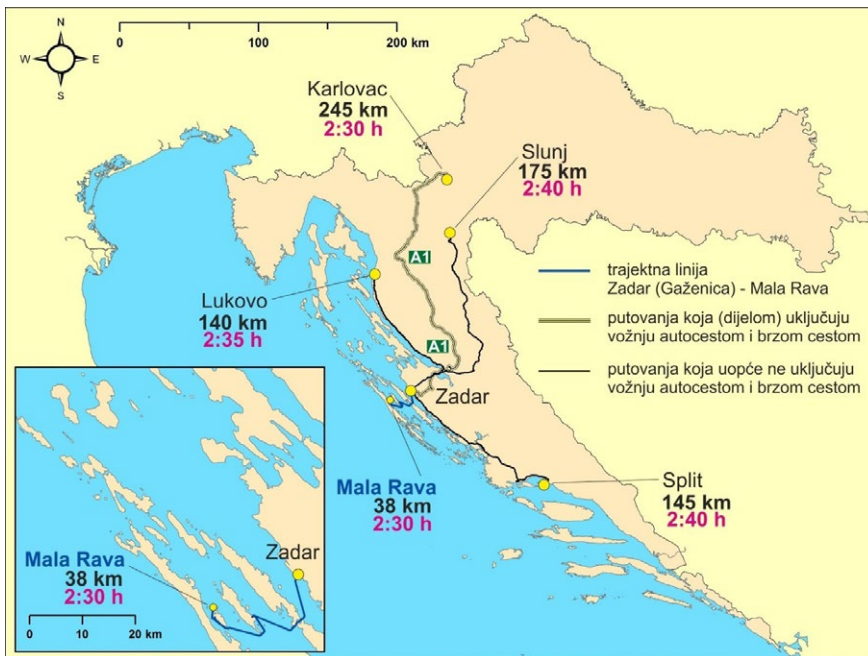 N
W E
S
0 100 200 km
Karlovac
245 km
2:30 h
Slunj
175 km
2:40 h
A1
Lukovo
140 km
2:35 h
A1
Zadar
Mala Rava
38 km
2:30 h
Split
145 km
2:40 h
trajektna linija
Zadar (Gaženica) - Mala Rava
putovanja koja (dijelom) uključuju
vožnju autocestom i brzom cestom
putovanja koja uopće ne uključuju
vožnju autocestom i brzom cestom
Zadar
Mala Rava
38 km
2:30 h
0 10 20 km